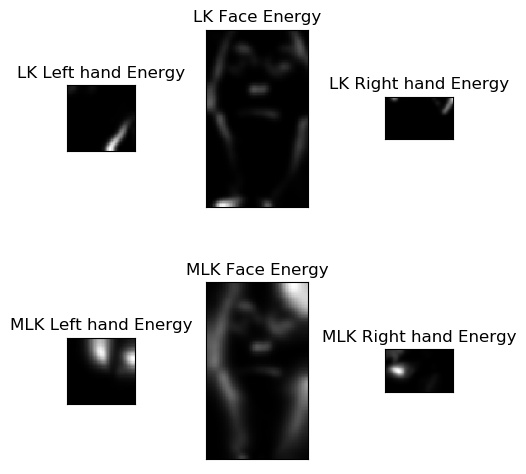 LK Face Energy
LK Left hand Energy
LK Right hand Energy
MLK Face Energy
MLK Left hand Energy
MLK Right hand Energy